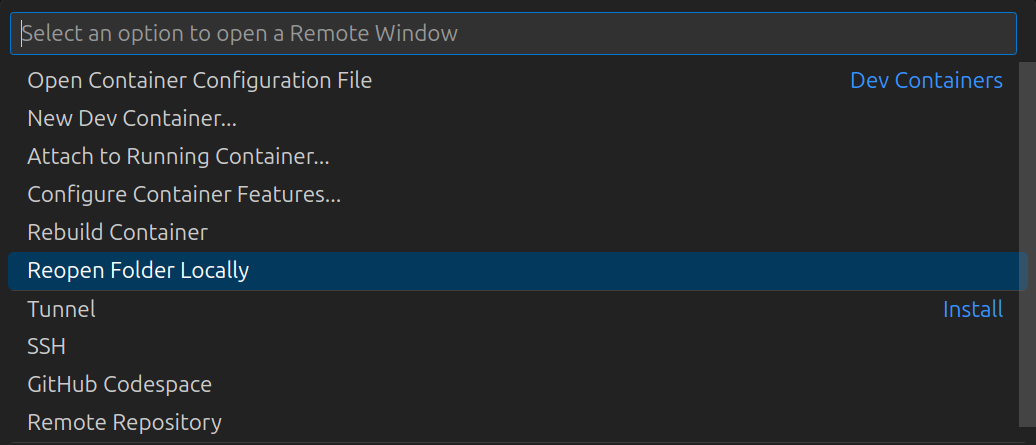 Select an option to open a Remote Window
Open Container Configuration File Dev Containers
New Dev Container...
Attach to Running Container...
Configure Container Features...
Rebuild Container
Reopen Folder Locally
Tunnel Install
SSH
GitHub Codespace
Remote Repository